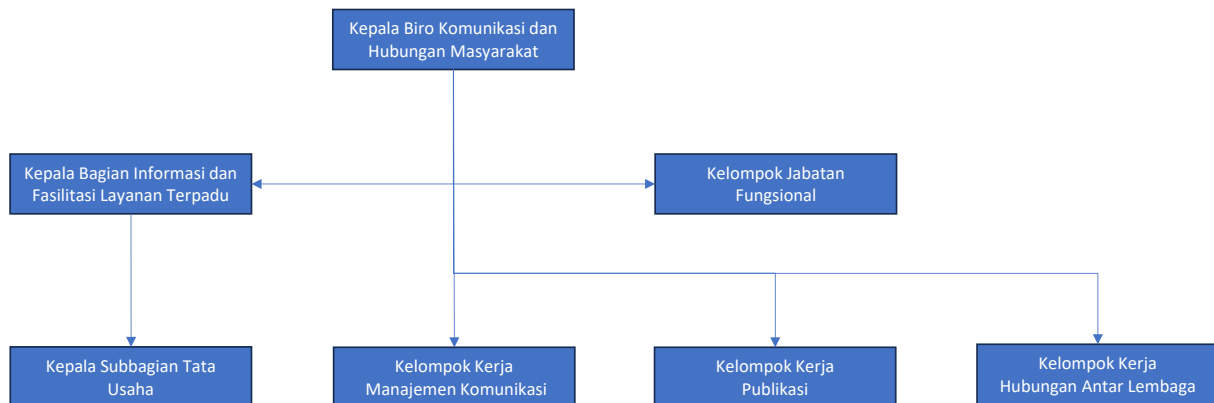 Kepala Biro Komunikasi dan
Hubungan Masyarakat
Kepala Bagian Informasi dan
Fasilitasi Layanan Terpadu
Kelompok Jabatan
Fungsional
Kepala Subbagian Tata
Usaha
Kelompok Kerja
Manajemen Komunikasi
Kelompok Kerja
Publikasi
Kelompok Kerja
Hubungan Antar Lembaga